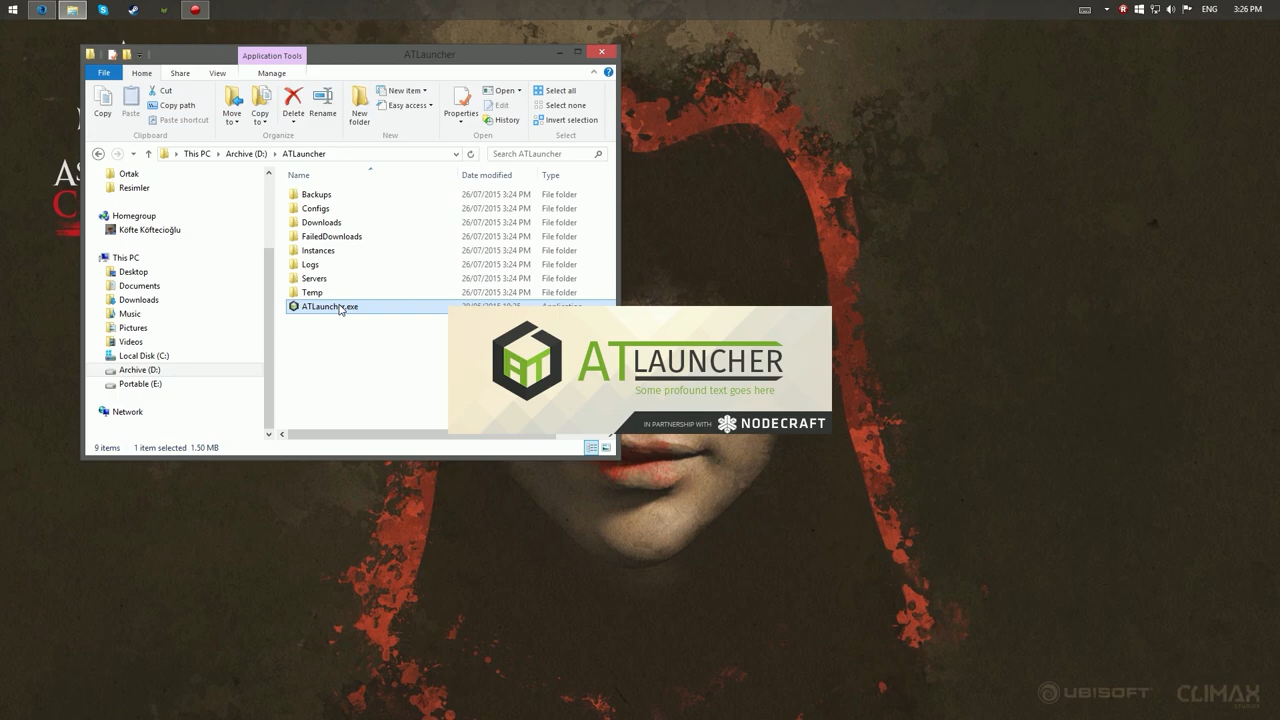 ENG
3:26 PM
Application Tools
ATLauncher
File
Home
Share
View
Manage
Copy
Paste
Cut
Copy path
Paste shortcut
Clipboard
Move to
Copy to
Delete
Rename
Organize
New folder
New item
Easy access
New
Properties
Open
Edit
History
Open
Select all
Select none
Invert selection
Select
This PC
Archive (D:)
ATLauncher
Search ATLauncher
Ortak
Resimler
Homegroup
Köfte Köftecioğlu
This PC
Desktop
Documents
Downloads
Music
Pictures
Videos
Local Disk (C:)
Archive (D:)
Portable (E:)
Network
Name Date modified Type
Backups 26/07/2015 3:24 PM File folder
Configs 26/07/2015 3:24 PM File folder
Downloads 26/07/2015 3:24 PM File folder
FailedDownloads 26/07/2015 3:24 PM File folder
Instances 26/07/2015 3:24 PM File folder
Logs 26/07/2015 3:24 PM File folder
Servers 26/07/2015 3:24 PM File folder
Temp 26/07/2015 3:24 PM File folder
ATLauncher.exe
9 items 1 item selected 1.50 MB
AT LAUNCHER
Some profound text goes here
IN PARTNERSHIP WITH NODECRAFT
UBISOFT
CLIMAX